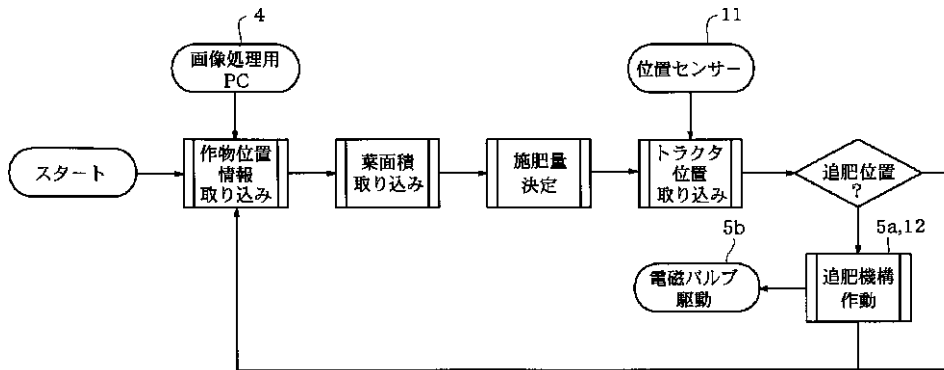 4
画像処理用
PC
11
位置センサー
スタート
作物位置
情報
取り込み
葉面積
取り込み
施肥量
決定
トラクタ
位置
取り込み
追肥位置
?
5b
電磁バルブ
駆動
5a,12
追肥機構
作動